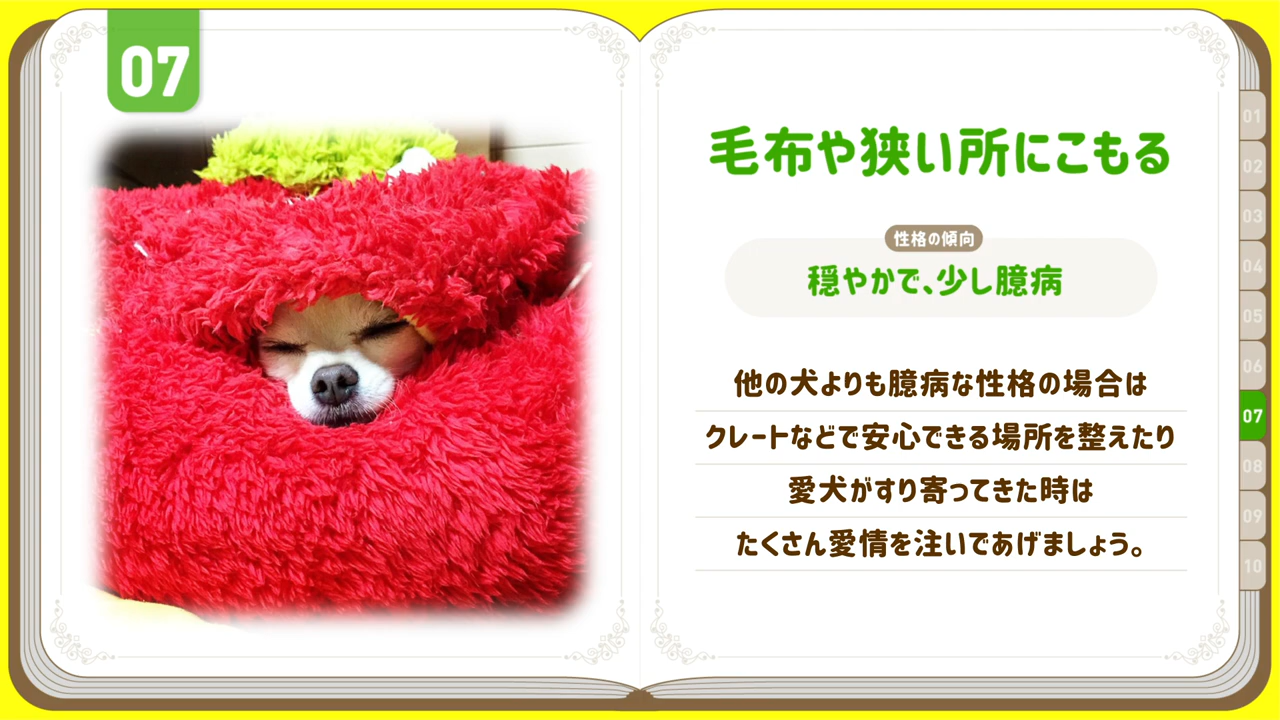 07
毛布や狭い所にこもる
性格の傾向
穏やかで、少し臆病
他の犬よりも臆病な性格の場合は
クレートなどで安心できる場所を整えたり
愛犬がすり寄ってきた時は
たくさん愛情を注いであげましょう。
01
02
03
04
05
06
07
08
09
10